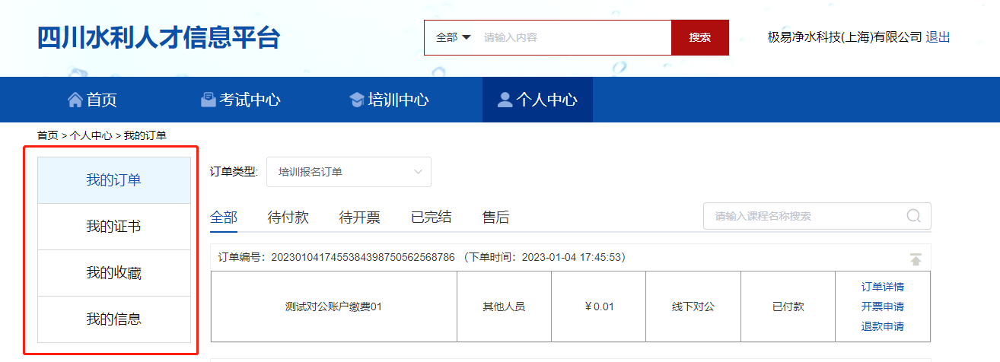 四川水利人才信息平台
全部 请输入内容 搜索 极易净水科技(上海)有限公司 退出
首页 考试中心 培训中心 个人中心
首页 > 个人中心 > 我的订单
我的订单
我的证书
我的收藏
我的信息
订单类型: 培训报名订单
全部 待付款 待开票 已完结 售后 请输入课程名称搜索
订单编号：2023010417455384398750562568786 （下单时间：2023-01-04 17:45:53）
测试对公账户缴费01 其他人员 ￥0.01 线下对公 已付款 订单详情
开票申请
退款申请